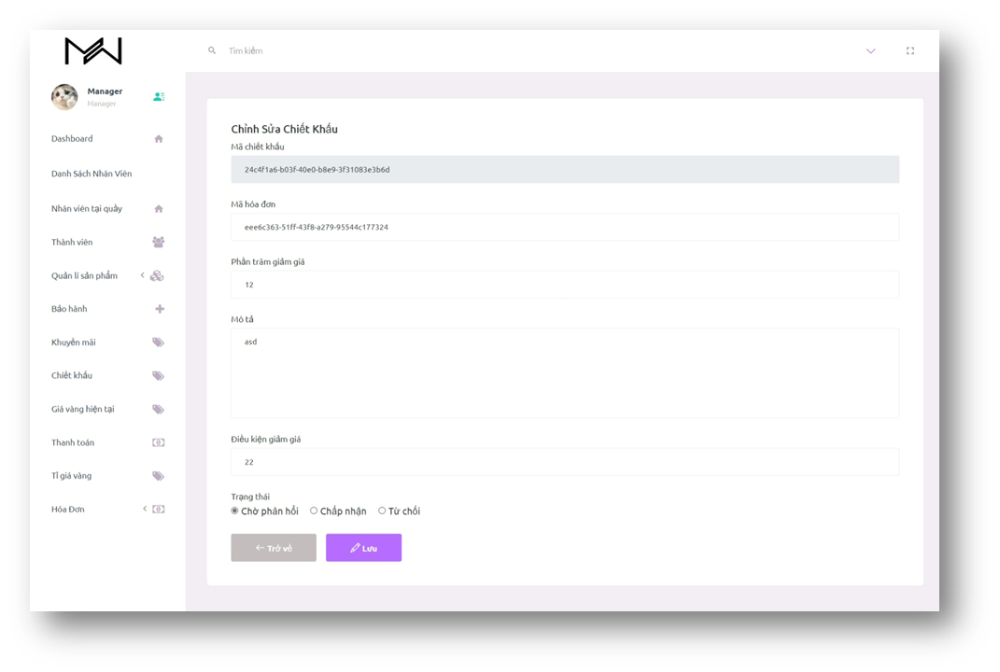 MW
Tìm kiếm
Manager
Manager
Dashboard
Danh Sách Nhân Viên
Nhân viên tại quầy
Thành viên
Quản lí sản phẩm
Bảo hành
Khuyến mãi
Chiết khấu
Giá vàng hiện tại
Thanh toán
Tỉ giá vàng
Hóa Đơn
Chỉnh Sửa Chiết Khấu
Mã chiết khấu
24c4f1a6-b03f-40e0-b8e9-3f31083e3b6d
Mã hóa đơn
eee6c363-51ff-43f8-a279-95544c177324
Phần trăm giảm giá
12
Mô tả
asd
Điều kiện giảm giá
22
Trạng thái
Chờ phản hồi Chấp nhận Từ chối
Trở về Lưu